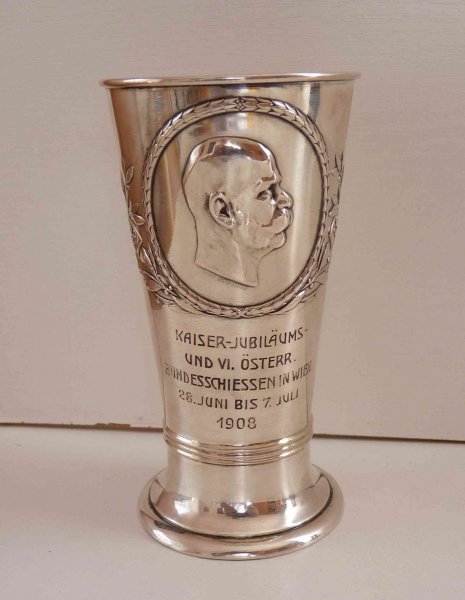 KAISER-JUBILÄUMS-
UND VI. ÖSTERR.
BUNDESSCHIESSEN IN WIEN
28. JUNI BIS 7. JULI
1908